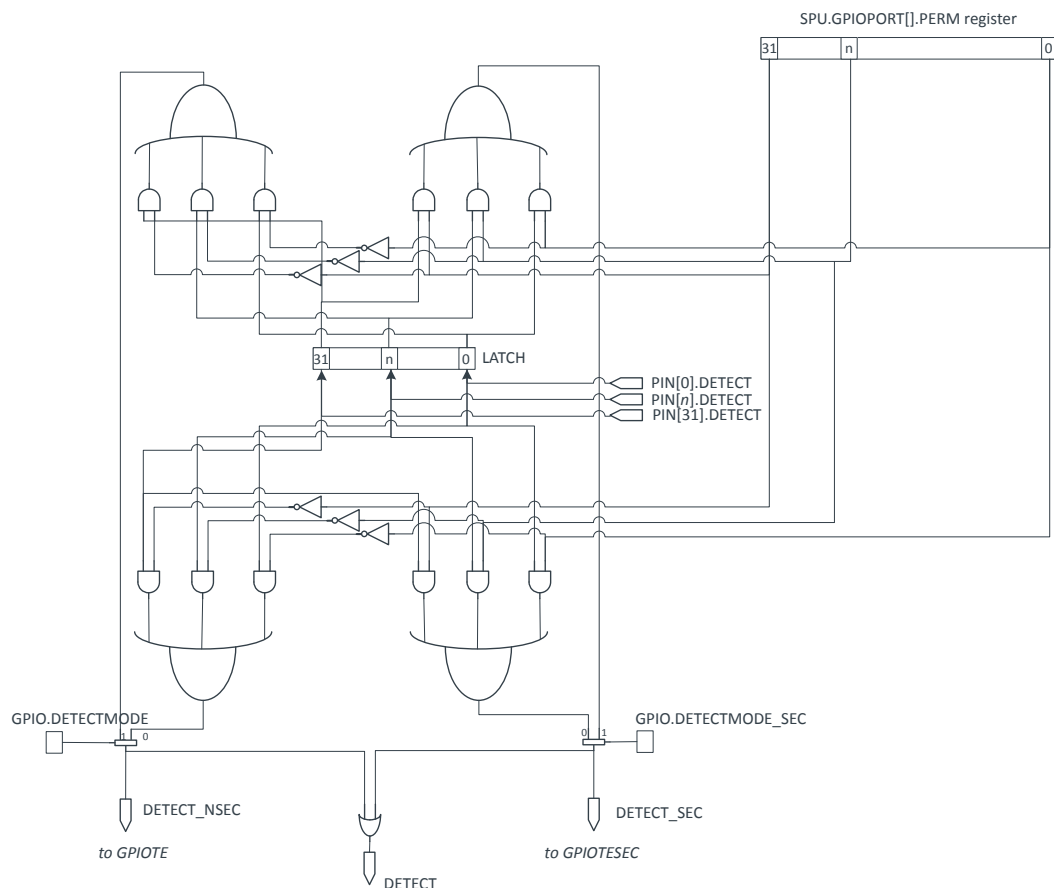 SPU.GPIOPORT[].PERM register
31 n 0
31 n 0 LATCH
PIN[0].DETECT
PIN[n].DETECT
PIN[31].DETECT
GPIO.DETECTMODE
GPIO.DETECTMODE_SEC
1 0
0 1
DETECT_NSEC
DETECT_SEC
to GPIOTE
to GPIOTESEC
DETECT